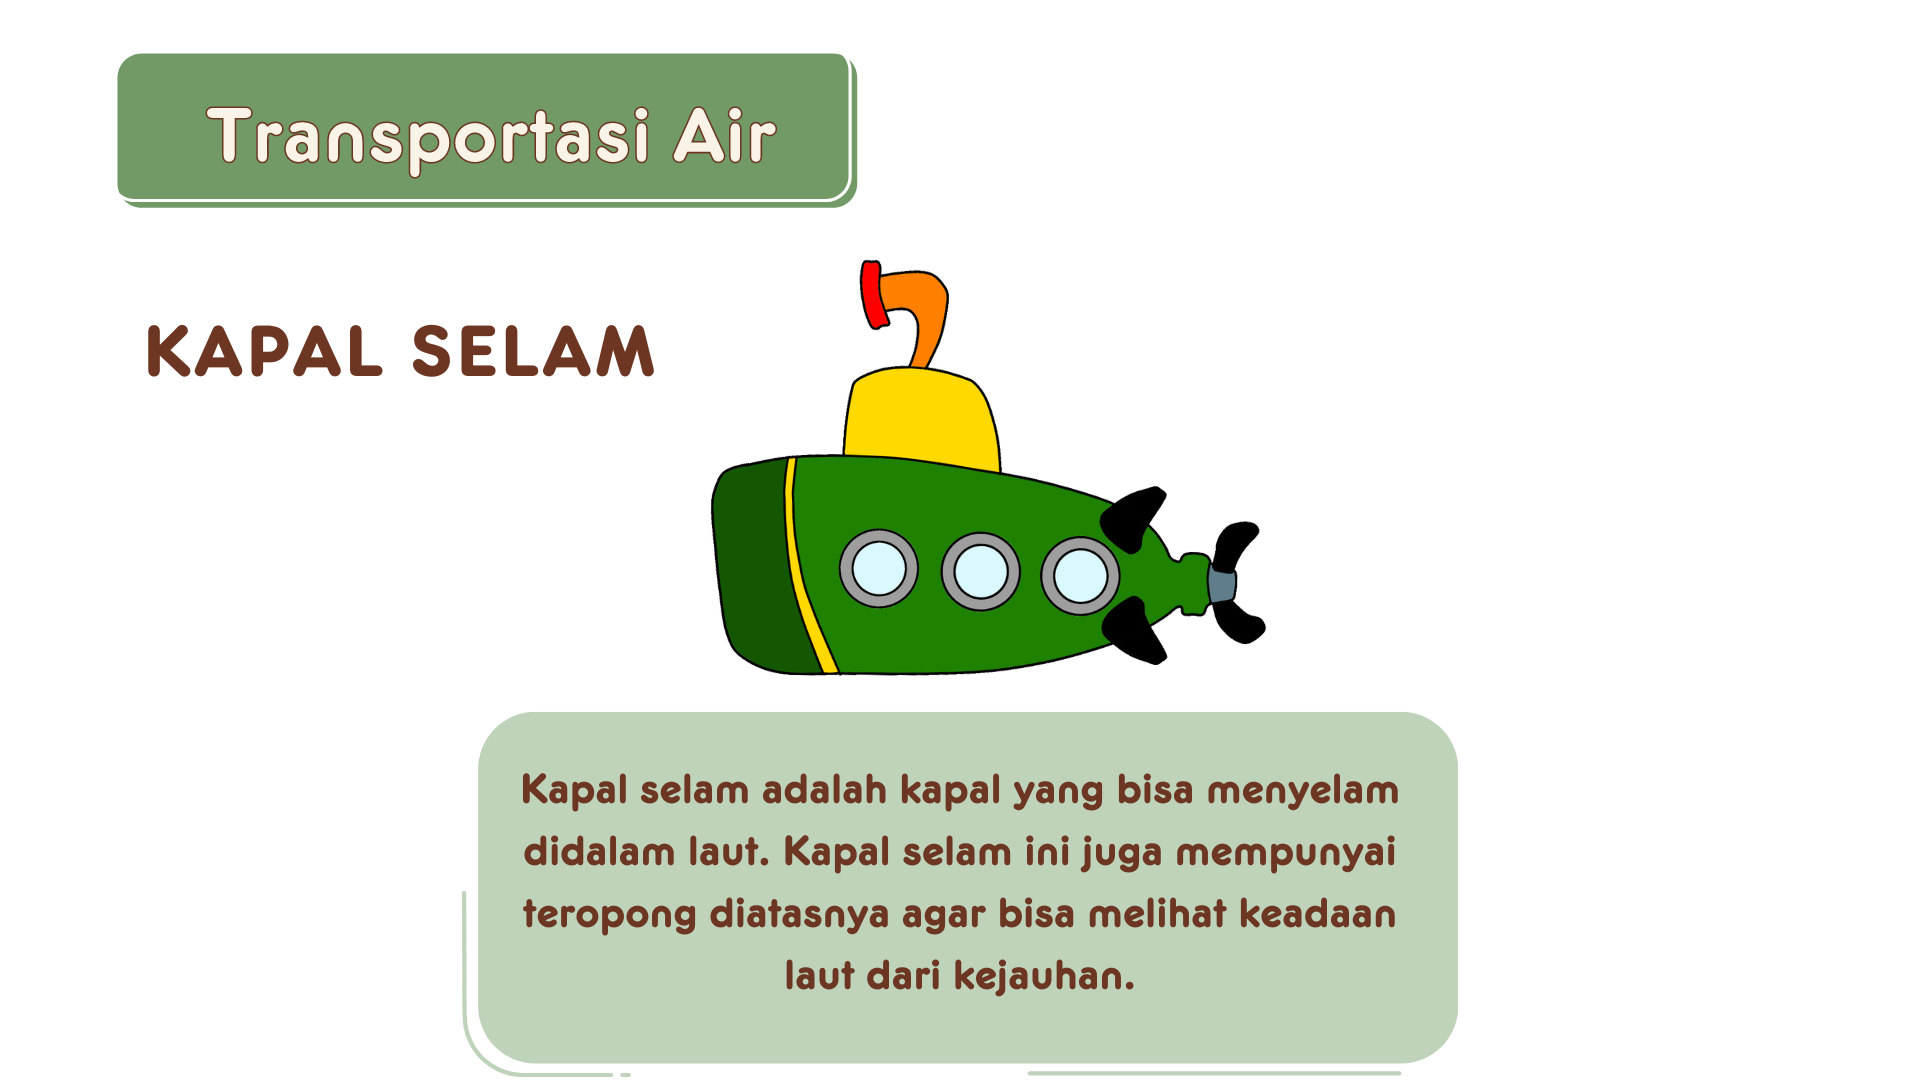 Transportasi Air
KAPAL SELAM
Kapal selam adalah kapal yang bisa menyelam
didalam laut. Kapal selam ini juga mempunyai
teropong diatasnya agar bisa melihat keadaan
laut dari kejauhan.